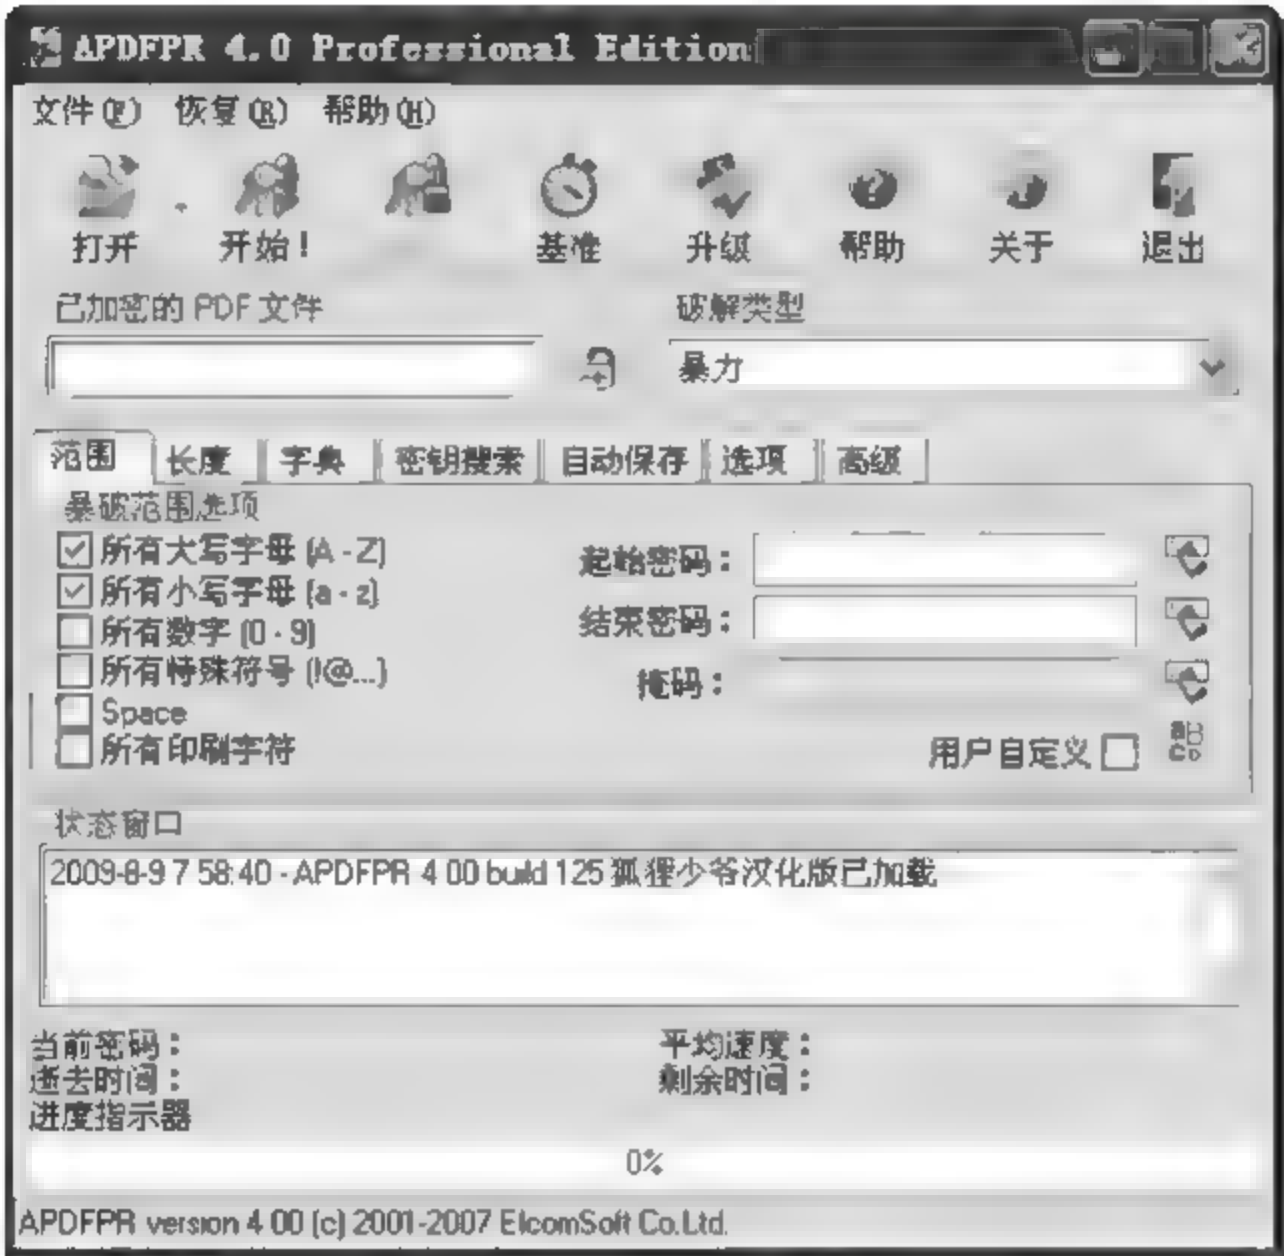 APDFPR 4.0 Professional Edition
文件(F) 恢复(R) 帮助(H)
打开 开始! 基准 升级 帮助 关于 退出
已加密的 PDF 文件 破解类型
暴力
范围 长度 字典 密钥搜索 自动保存 选项 高级
暴破范围选项
所有大写字母 (A - Z) 起始密码:
所有小写字母 (a - z)
所有数字 (0 - 9) 结束密码:
所有特殊符号 (!@...) 掩码:
Space
所有印刷字符 用户自定义
状态窗口
2009-8-9 7:58:40 - APDFPR 4.00 build 125 狐狸少爷汉化版已加载
当前密码: 平均速度:
逝去时间: 剩余时间:
进度指示器
0%
APDFPR version 4.00 (c) 2001-2007 ElcomSoft Co.Ltd.